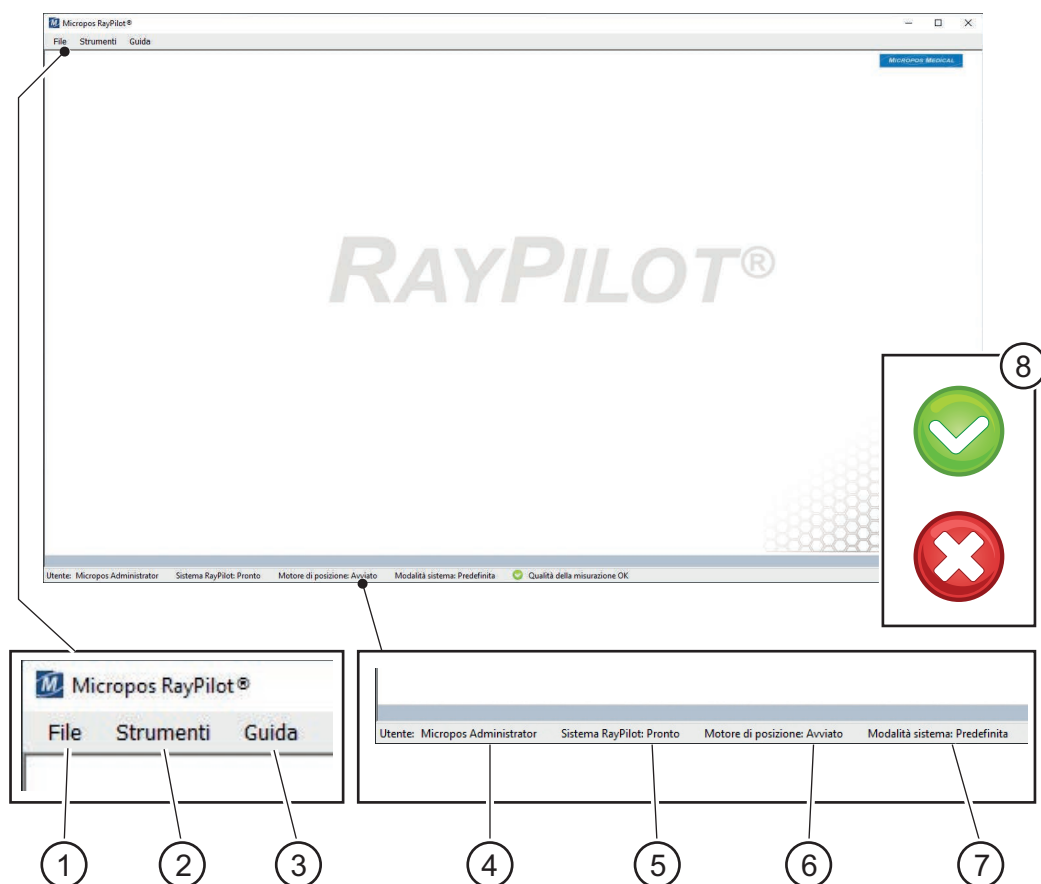 Micropos RayPilot®
File Strumenti Guida
MICROPOS MEDICAL
RAYPILOT®
8
Utente: Micropos Administrator Sistema RayPilot: Pronto Motore di posizione: Avviato Modalità sistema: Predefinita Qualità della misurazione OK
Micropos RayPilot®
File Strumenti Guida
Utente: Micropos Administrator Sistema RayPilot: Pronto Motore di posizione: Avviato Modalità sistema: Predefinita
1 2 3 4 5 6 7